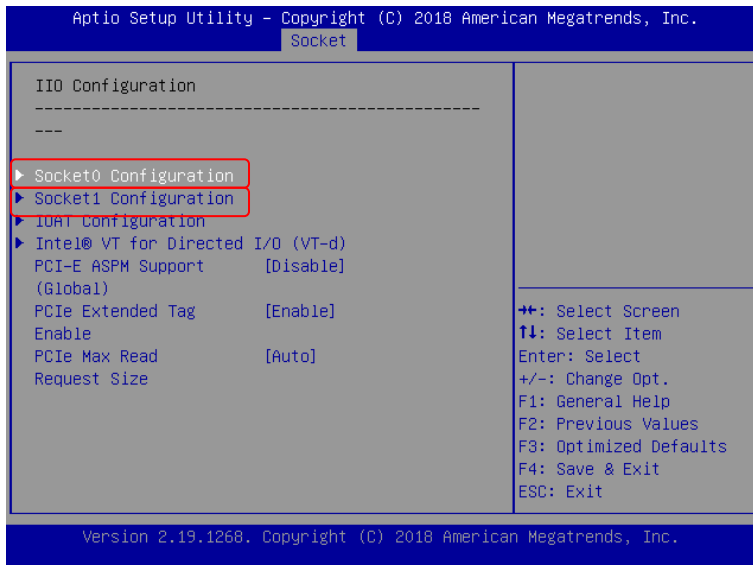 Aptio Setup Utility – Copyright (C) 2018 American Megatrends, Inc.
Socket
IIO Configuration
------------------------------------------------
---
Socket0 Configuration
Socket1 Configuration
IOAT Configuration
Intel® VT for Directed I/O (VT-d)
PCI-E ASPM Support [Disable]
(Global)
PCIe Extended Tag [Enable]
Enable
PCIe Max Read [Auto]
Request Size
→←: Select Screen
↑↓: Select Item
Enter: Select
+/-: Change Opt.
F1: General Help
F2: Previous Values
F3: Optimized Defaults
F4: Save & Exit
ESC: Exit
Version 2.19.1268. Copyright (C) 2018 American Megatrends, Inc.